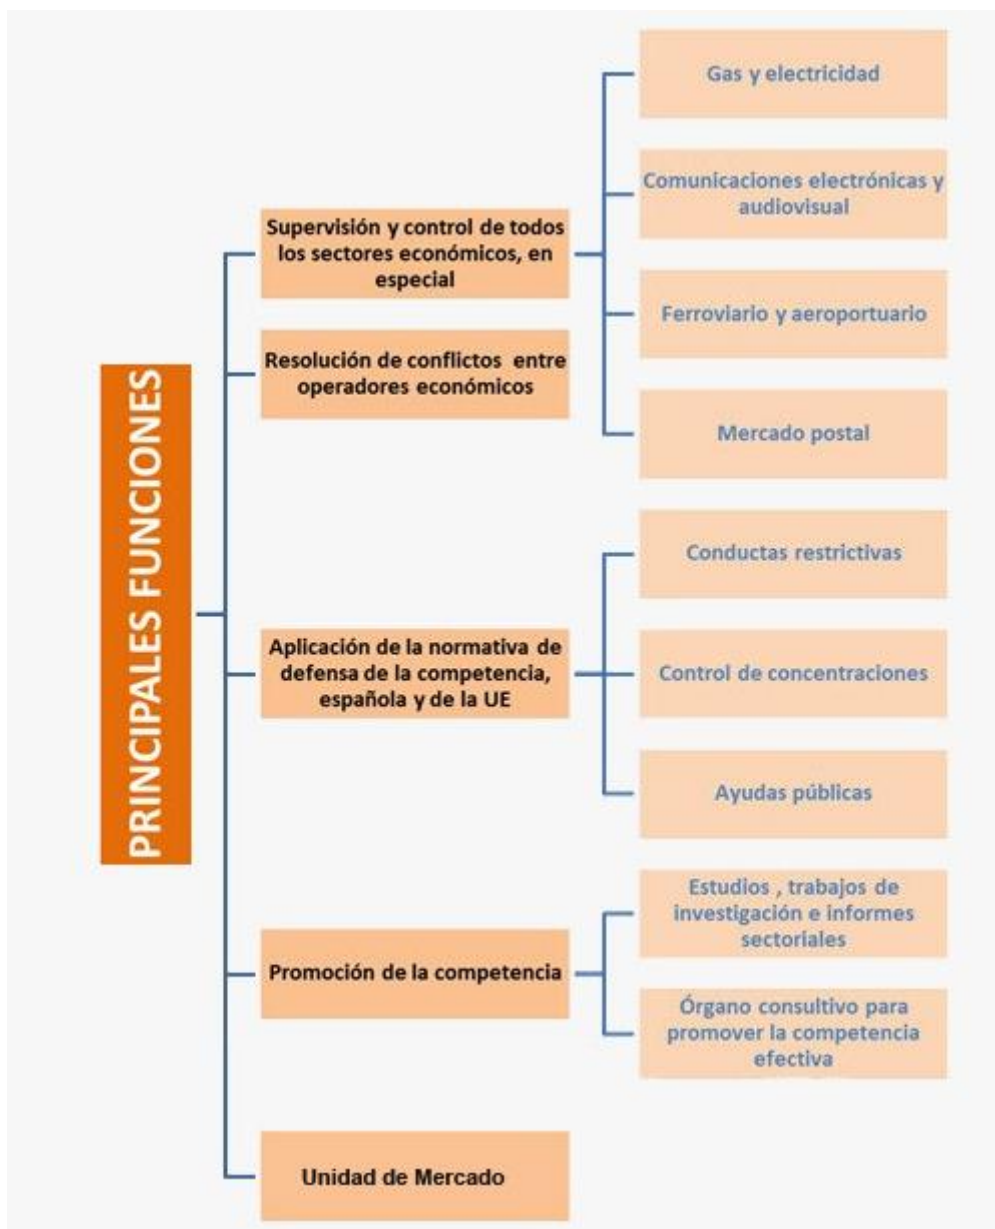 PRINCIPALES FUNCIONES
Supervisión y control de todos
los sectores económicos, en
especial
Gas y electricidad
Comunicaciones electrónicas y
audiovisual
Ferroviario y aeroportuario
Mercado postal
Resolución de conflictos entre
operadores económicos
Aplicación de la normativa de
defensa de la competencia,
española y de la UE
Conductas restrictivas
Control de concentraciones
Ayudas públicas
Promoción de la competencia
Estudios , trabajos de
investigación e informes
sectoriales
Órgano consultivo para
promover la competencia
efectiva
Unidad de Mercado